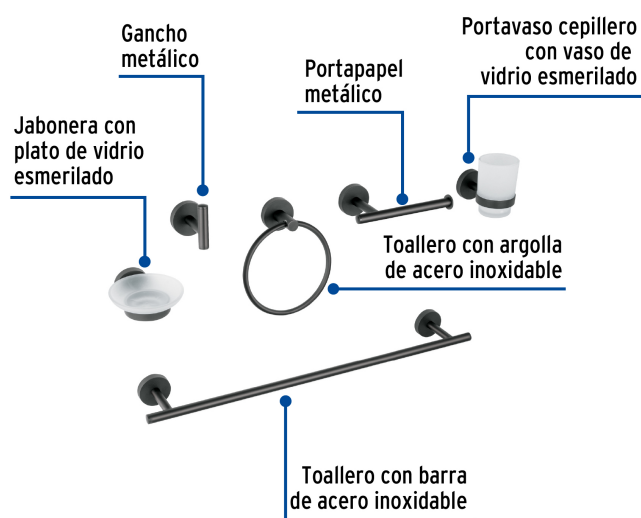 Gancho
metálico
Portapapel
metálico
Portavaso cepillero
con vaso de
vidrio esmerilado
Jabonera con
plato de vidrio
esmerilado
Toallero con argolla
de acero inoxidable
Toallero con barra
de acero inoxidable